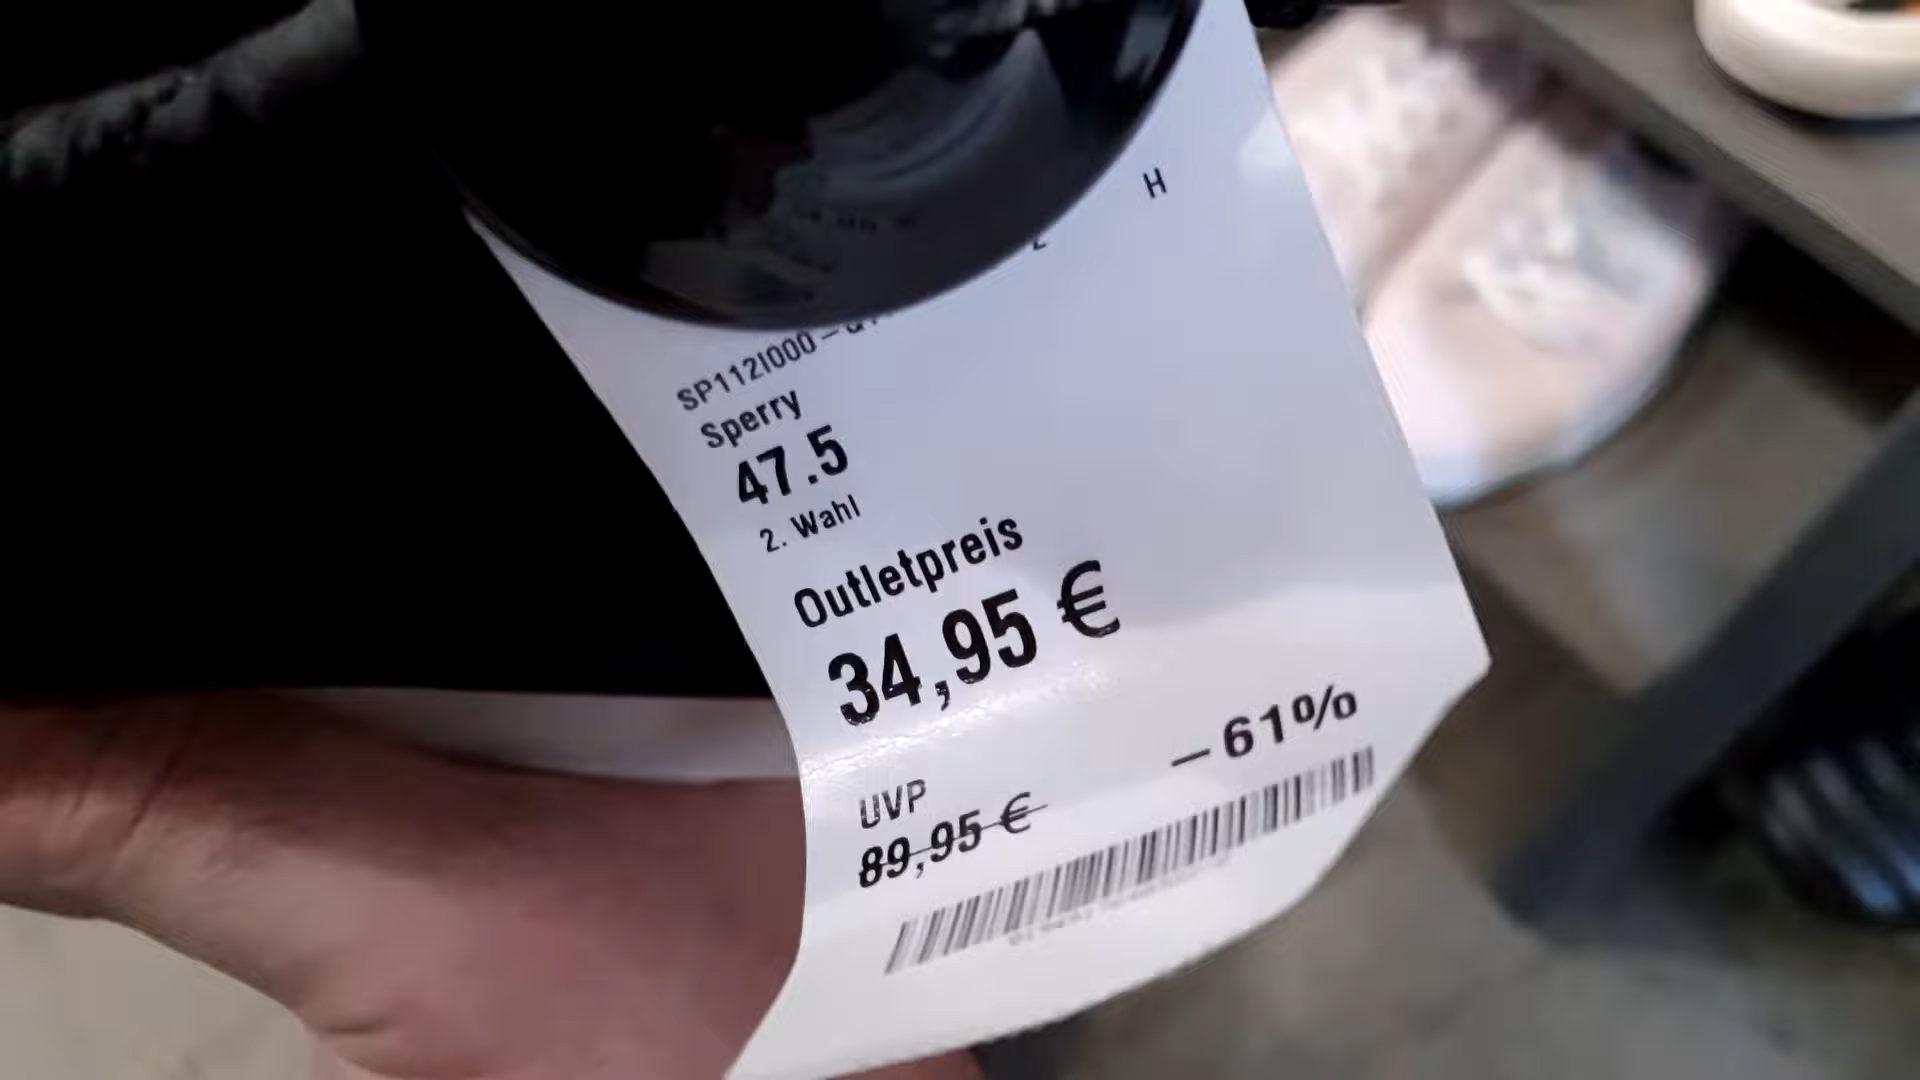 H
SP112I000-
Sperry
47.5
2. Wahl
Outletpreis
34,95 €
-61%
UVP
89,95 €